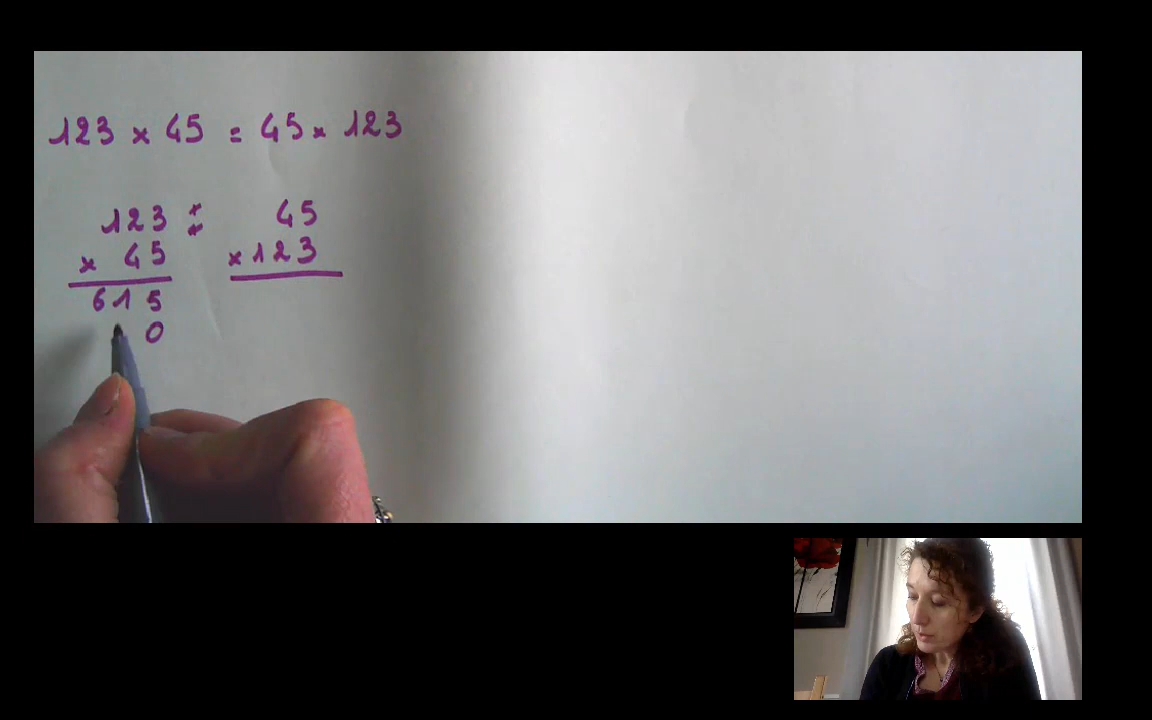 123 × 45 = 45 × 123
123 ÷ 45
× 45 × 123
615
0